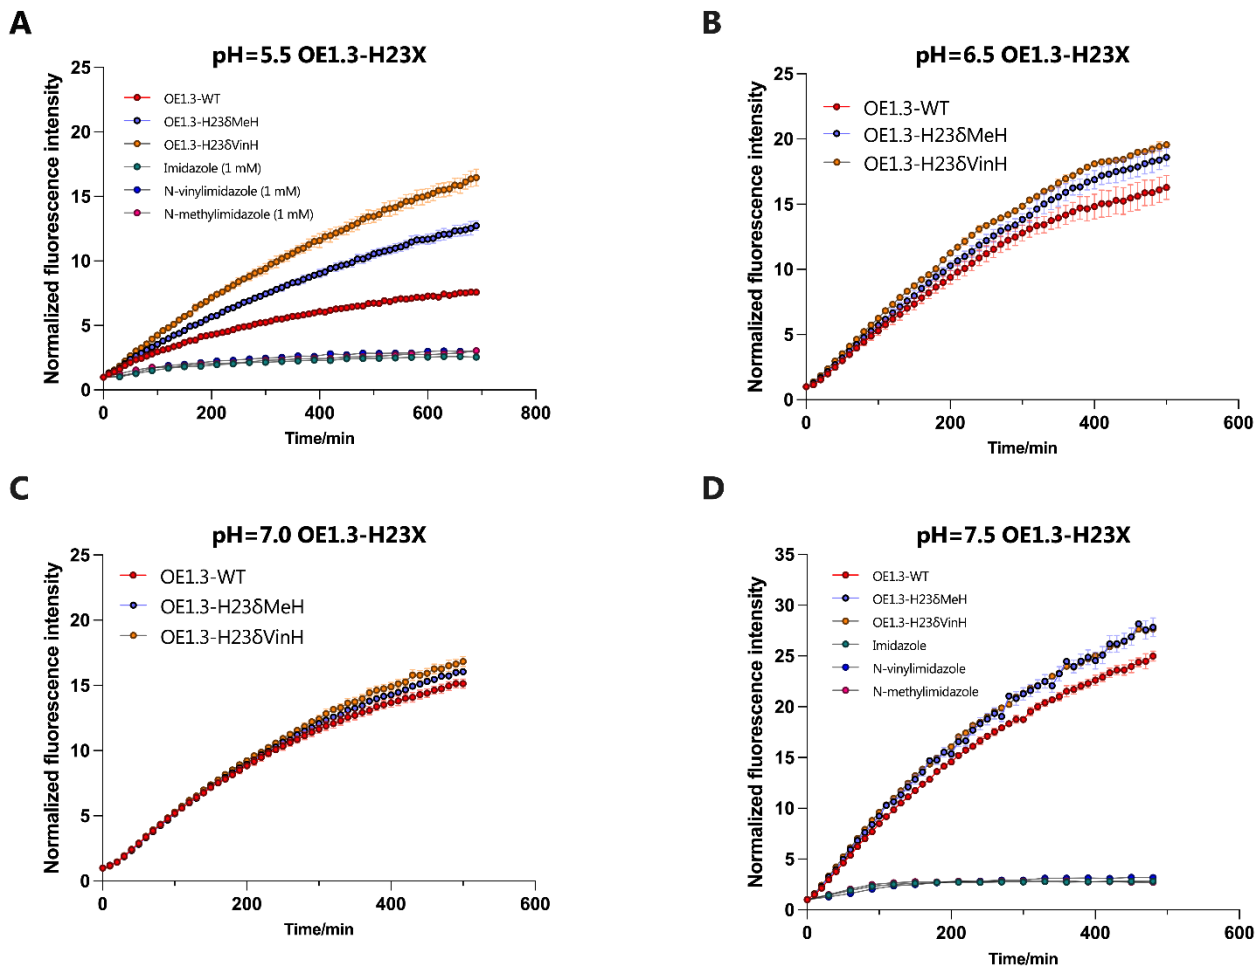 A
pH=5.5 OE1.3-H23X
Normalized fluorescence intensity
25
20
15
10
5
0
OE1.3-WT
OE1.3-H23δMeH
OE1.3-H23δVinH
Imidazole (1 mM)
N-vinylimidazole (1 mM)
N-methylimidazole (1 mM)
0 200 400 600 800
Time/min
B
pH=6.5 OE1.3-H23X
Normalized fluorescence intensity
25
20
15
10
5
0
OE1.3-WT
OE1.3-H23δMeH
OE1.3-H23δVinH
0 200 400 600
Time/min
C
pH=7.0 OE1.3-H23X
Normalized fluorescence intensity
25
20
15
10
5
0
OE1.3-WT
OE1.3-H23δMeH
OE1.3-H23δVinH
0 200 400 600
Time/min
D
pH=7.5 OE1.3-H23X
Normalized fluorescence intensity
35
30
25
20
15
10
5
0
OE1.3-WT
OE1.3-H23δMeH
OE1.3-H23δVinH
Imidazole
N-vinylimidazole
N-methylimidazole
0 200 400 600
Time/min